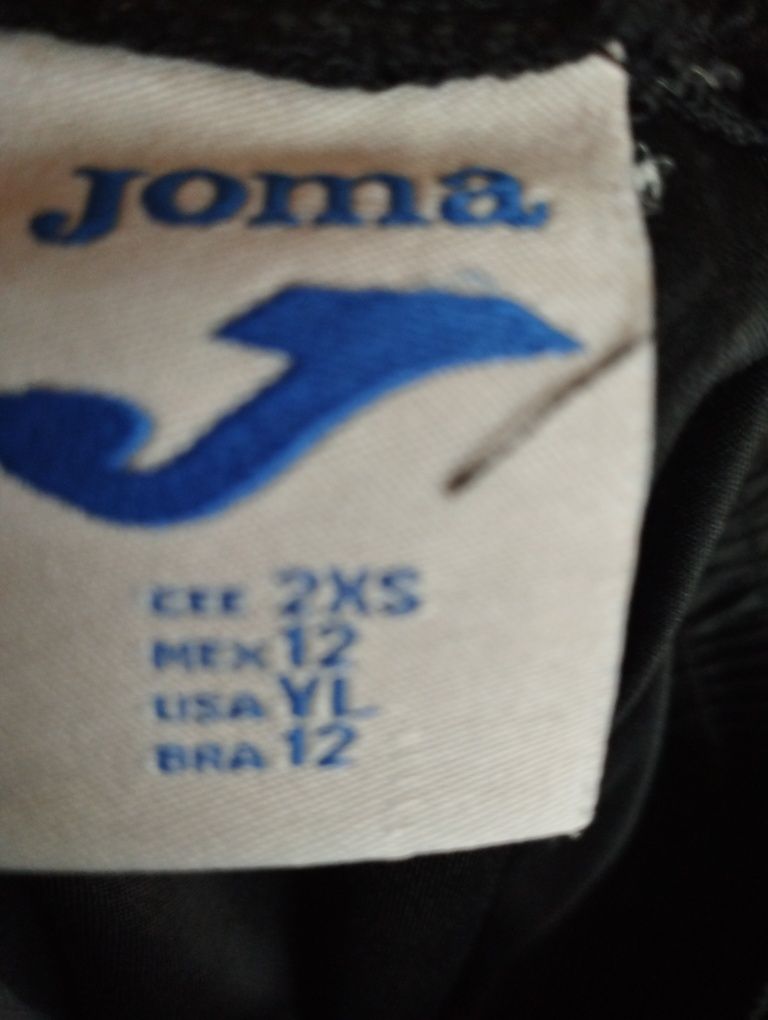 Joma
CEE 2XS
MEX 12
USA YL
BRA 12